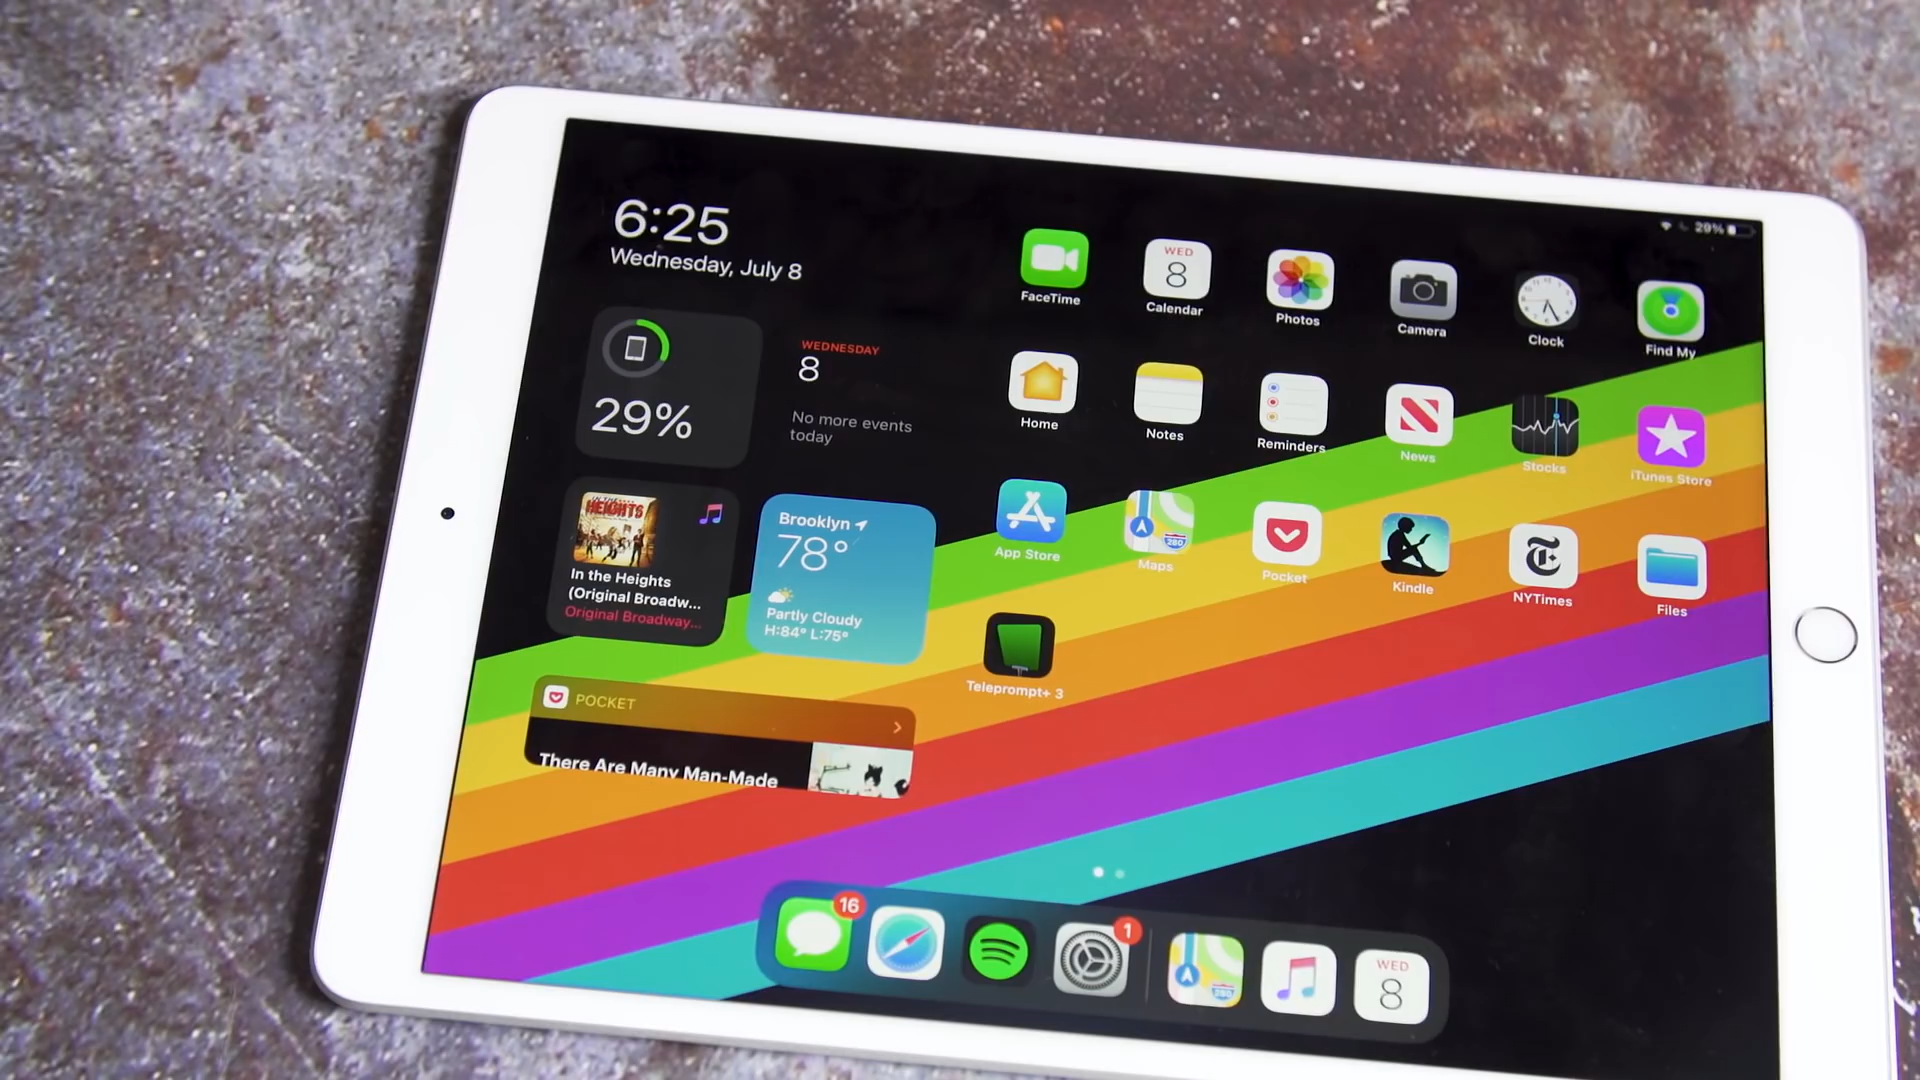 6:25
Wednesday, July 8
29%
29%
WEDNESDAY
8
No more events
today
HEIGHTS
In the Heights
(Original Broadw...
Original Broadway...
Brooklyn
78°
Partly Cloudy
H:84° L:75°
POCKET
There Are Many Man-Made
FaceTime
WED
8
Calendar
Photos
Camera
Clock
Find My
Home
Notes
Reminders
News
Stocks
iTunes Store
App Store
280
Maps
Pocket
Kindle
T
NYTimes
Files
Teleprompt+ 3
16
1
280
WED
8